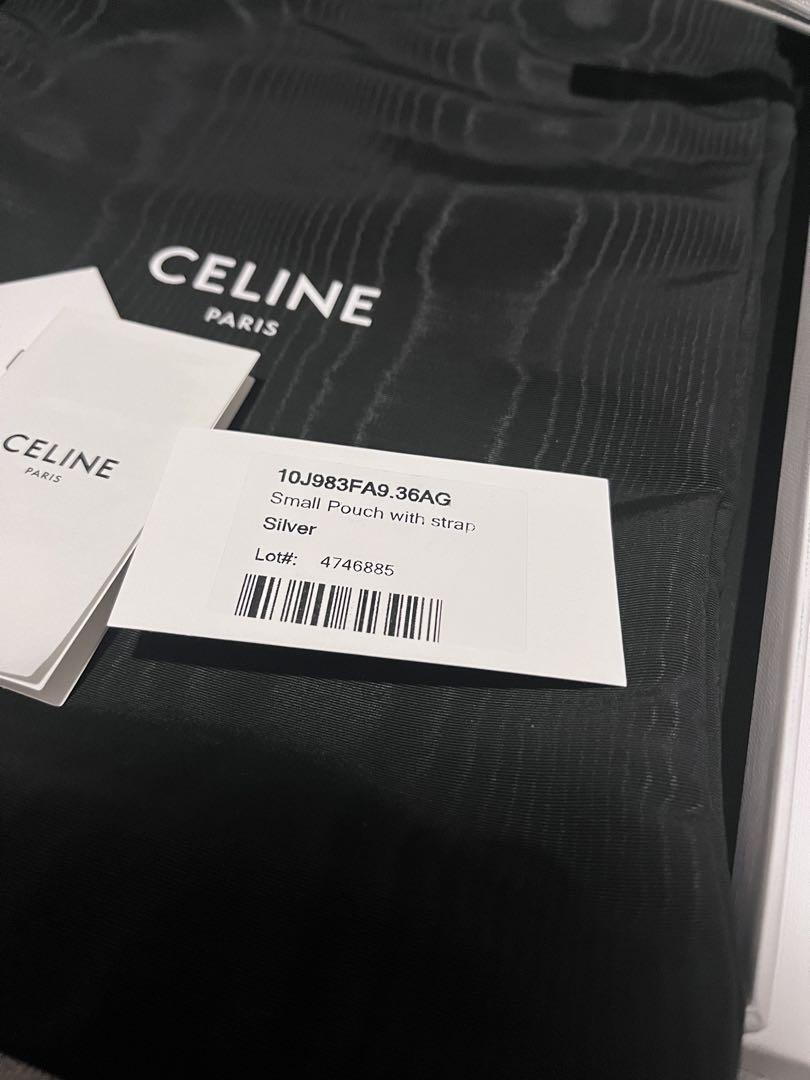 CELINE
PARIS
CELINE
PARIS
10J983FA9.36AG
Small Pouch with strap
Silver
Lot#: 4746885